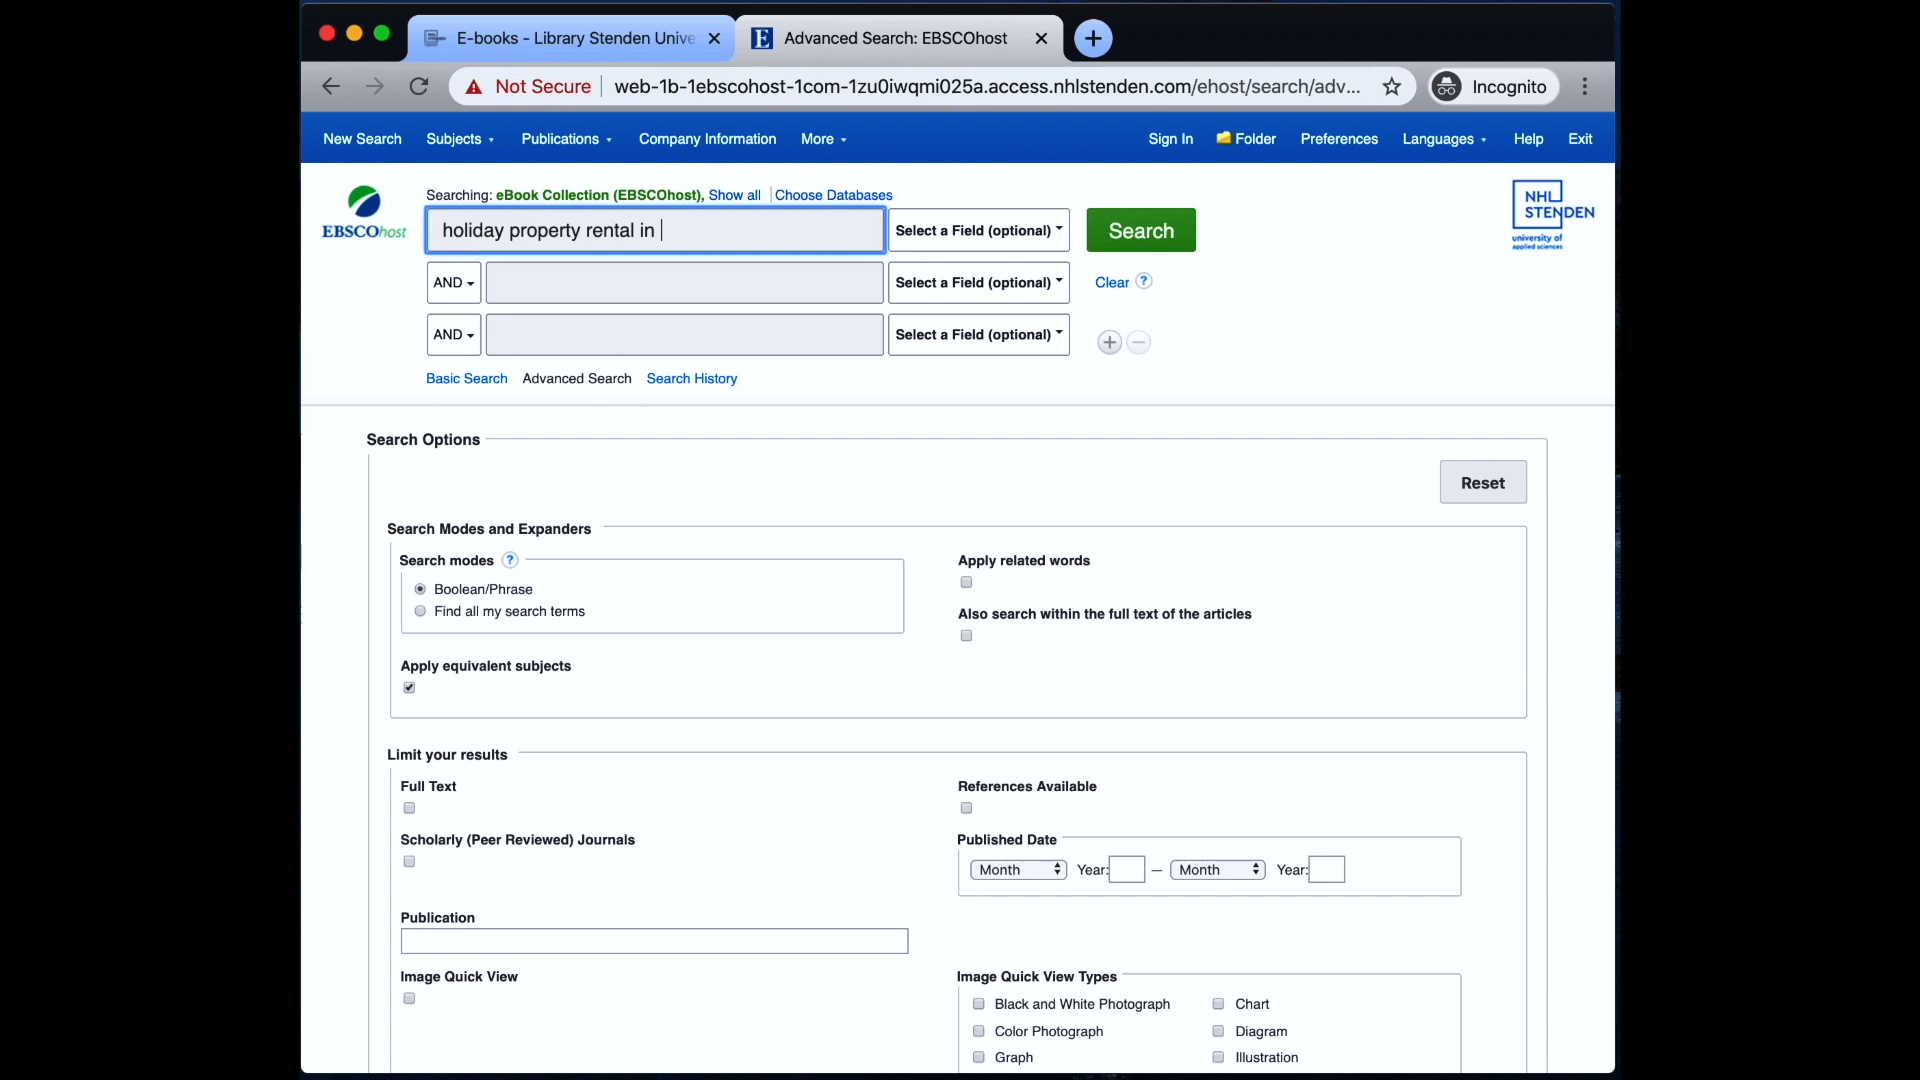 E-books - Library Stenden Unive
Advanced Search: EBSCOhost
Not Secure
web-1b-1ebscohost-1com-1zu0iwqmi025a.access.nhlstenden.com/ehost/search/adv...
Incognito
New Search Subjects Publications Company Information More Sign In Folder Preferences Languages Help Exit
Searching: eBook Collection (EBSCOhost), Show all Choose Databases
EBSCOhost
holiday property rental in
Select a Field (optional)
Search
NHL
STENDEN
university of
applied sciences
AND
Select a Field (optional)
Clear ?
AND
Select a Field (optional)
Basic Search Advanced Search Search History
Search Options
Reset
Search Modes and Expanders
Search modes ?
Boolean/Phrase
Find all my search terms
Apply related words
Also search within the full text of the articles
Apply equivalent subjects
Limit your results
Full Text
References Available
Scholarly (Peer Reviewed) Journals
Published Date
Month Year: – Month Year:
Publication
Image Quick View
Image Quick View Types
Black and White Photograph Chart
Color Photograph Diagram
Graph Illustration